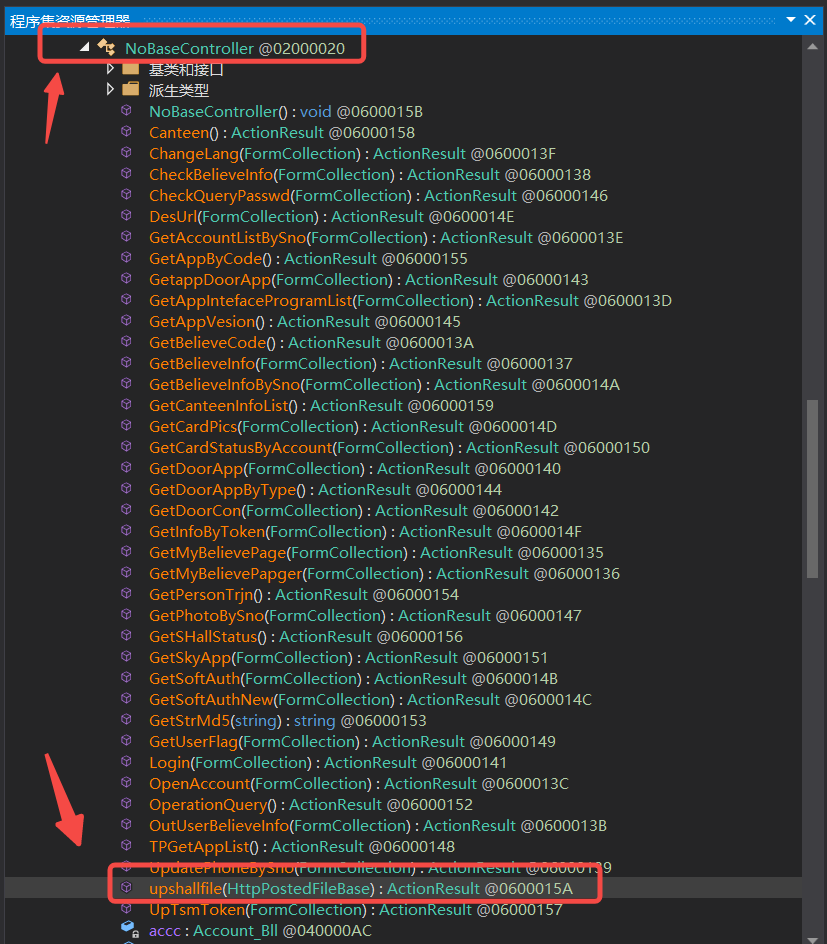 程序集资源管理器
NoBaseController @02000020
基类和接口
派生类型
NoBaseController() : void @0600015B
Canteen() : ActionResult @06000158
ChangeLang(FormCollection) : ActionResult @0600013F
CheckBelieveInfo(FormCollection) : ActionResult @06000138
CheckQueryPasswd(FormCollection) : ActionResult @06000146
DesUrl(FormCollection) : ActionResult @0600014E
GetAccountListBySno(FormCollection) : ActionResult @0600013E
GetAppByCode() : ActionResult @06000155
GetappDoorApp(FormCollection) : ActionResult @06000143
GetAppIntefaceProgramList(FormCollection) : ActionResult @0600013D
GetAppVesion() : ActionResult @06000145
GetBelieveCode() : ActionResult @0600013A
GetBelieveInfo(FormCollection) : ActionResult @06000137
GetBelieveInfoBySno(FormCollection) : ActionResult @0600014A
GetCanteenInfoList() : ActionResult @06000159
GetCardPics(FormCollection) : ActionResult @0600014D
GetCardStatusByAccount(FormCollection) : ActionResult @06000150
GetDoorApp(FormCollection) : ActionResult @06000140
GetDoorAppByType() : ActionResult @06000144
GetDoorCon(FormCollection) : ActionResult @06000142
GetInfoByToken(FormCollection) : ActionResult @0600014F
GetMyBelievePage(FormCollection) : ActionResult @06000135
GetMyBelievePapger(FormCollection) : ActionResult @06000136
GetPersonTrjn() : ActionResult @06000154
GetPhotoBySno(FormCollection) : ActionResult @06000147
GetSHallStatus() : ActionResult @06000156
GetSkyApp(FormCollection) : ActionResult @06000151
GetSoftAuth(FormCollection) : ActionResult @0600014B
GetSoftAuthNew(FormCollection) : ActionResult @0600014C
GetStrMd5(string) : string @06000153
GetUserFlag(FormCollection) : ActionResult @06000149
Login(FormCollection) : ActionResult @06000141
OpenAccount(FormCollection) : ActionResult @0600013C
OperationQuery() : ActionResult @06000152
OutUserBelieveInfo(FormCollection) : ActionResult @0600013B
TPGetAppList() : ActionResult @06000148
UpdatePhoneBySno(FormCollection) : ActionResult @06000139
upshallfile(HttpPostedFileBase) : ActionResult @0600015A
UpTsmToken(FormCollection) : ActionResult @06000157
accc : Account_Bll @040000AC